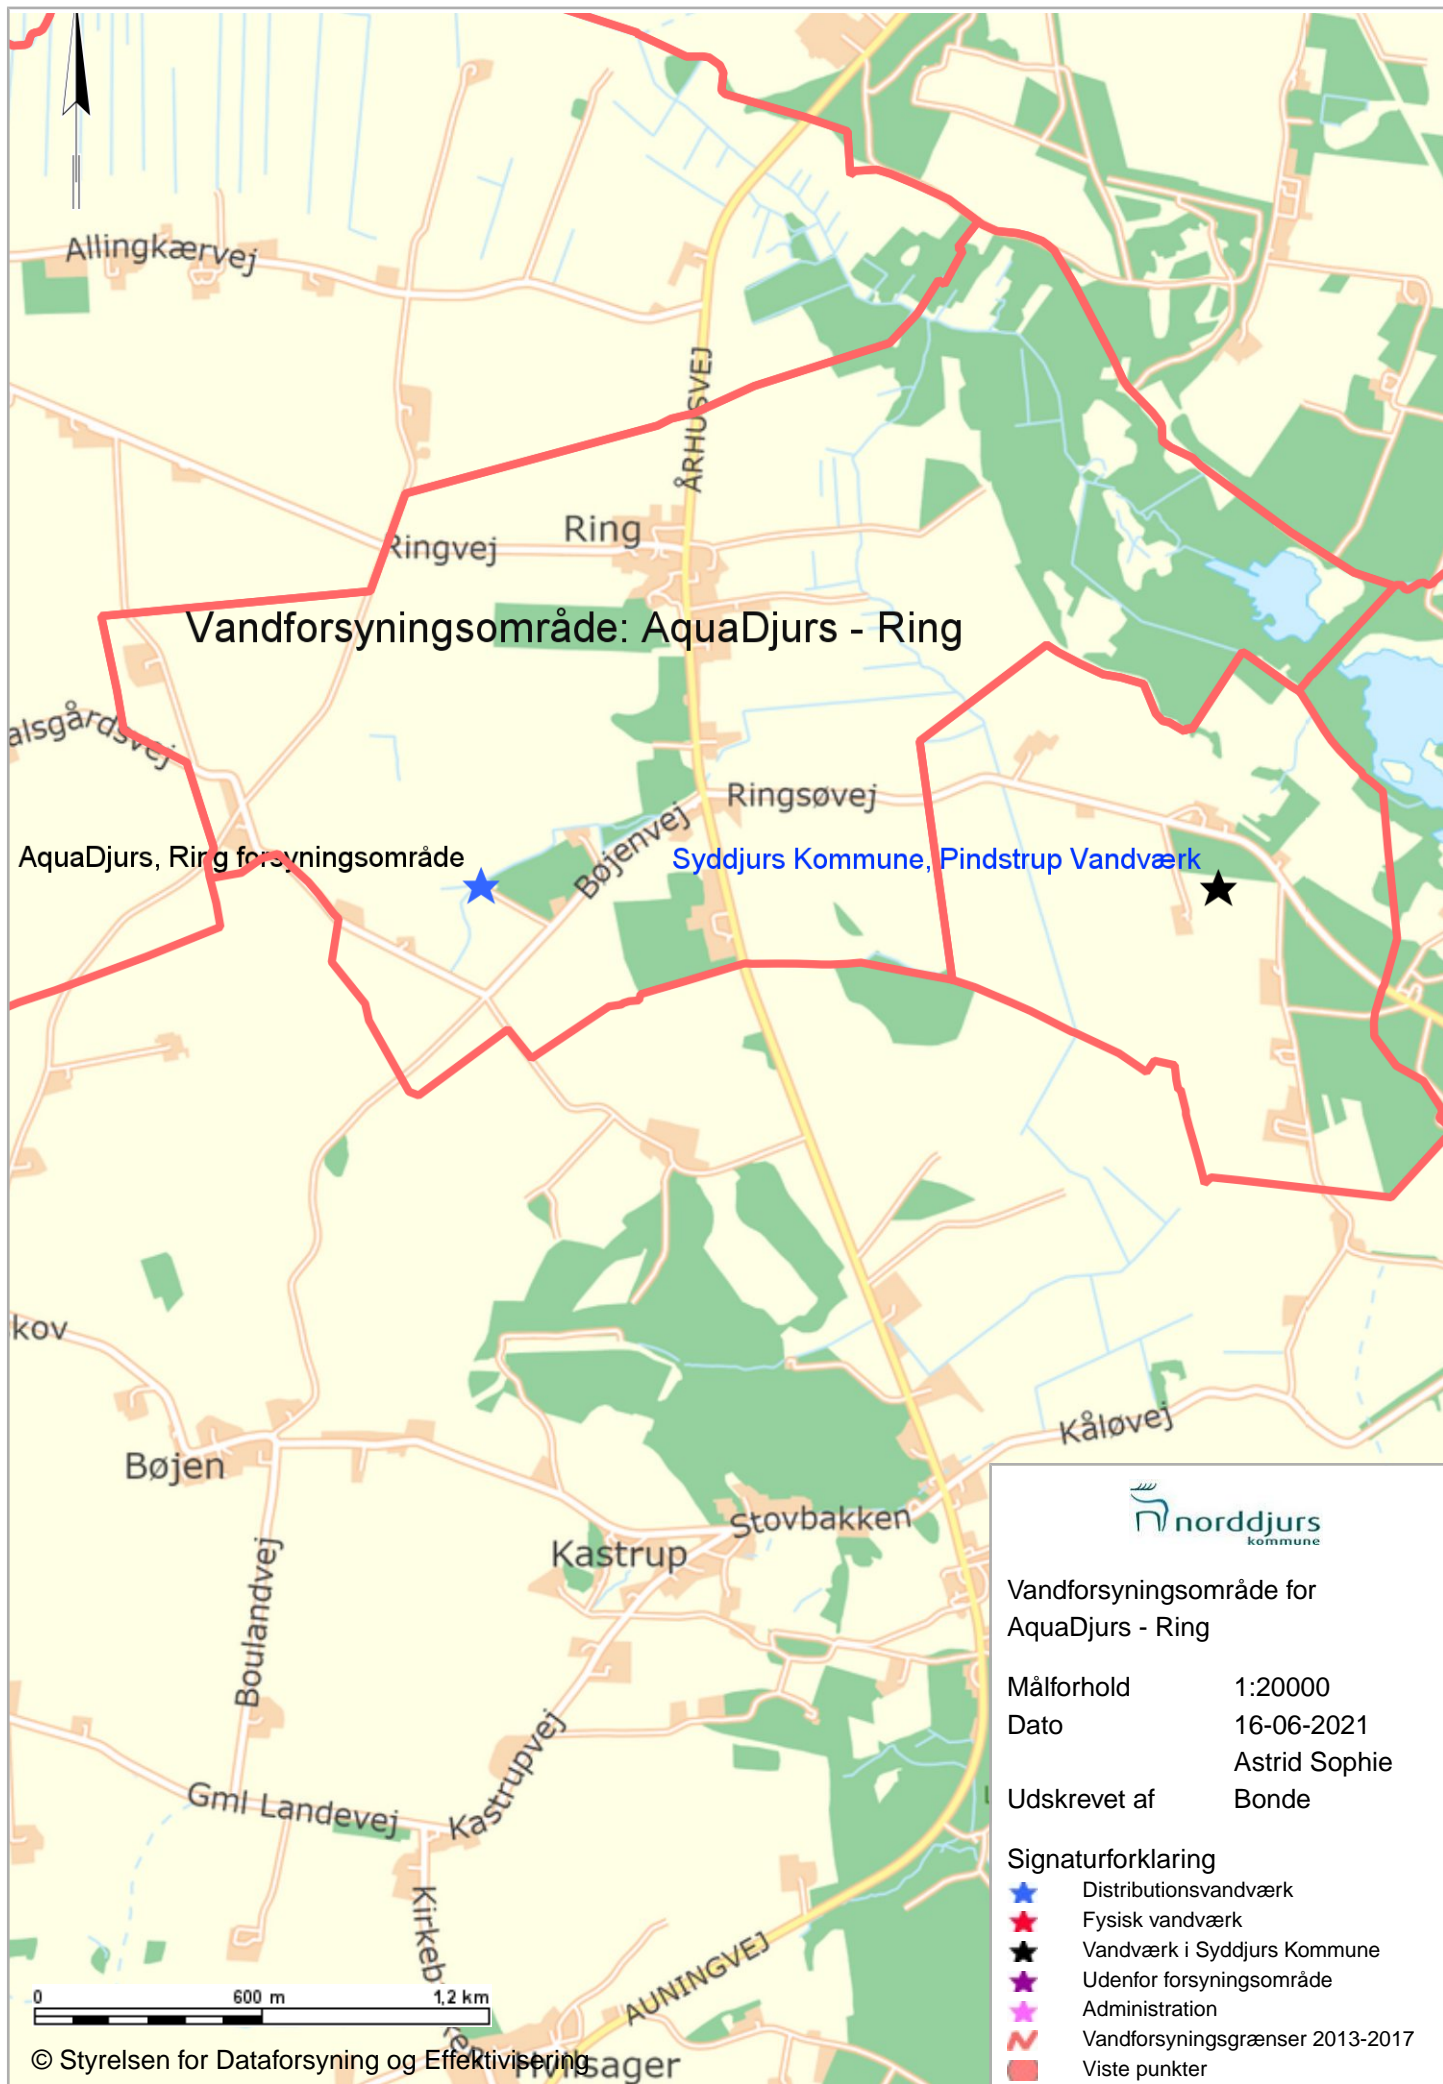 Allingkærvej
ÅRHUSVEJ
Ring
Ringvej
Vandforsyningsområde: AquaDjurs - Ring
alsgårdsvej
Ringsøvej
Bøjenvej
AquaDjurs, Ring forsyningsområde
Syddjurs Kommune, Pindstrup Vandværk
kov
Bøjen
Kåløvej
Stovbakken
Kastrup
Boulandvej
Kastrupvej
Gml Landevej
AUNINGVEJ
Hvilsager
0 600 m 1,2 km
© Styrelsen for Dataforsyning og Effektivisering
norddjurs
kommune
Vandforsyningsområde for
AquaDjurs - Ring
Målforhold 1:20000
Dato 16-06-2021
Astrid Sophie
Udskrevet af Bonde
Signaturforklaring
Distributionsvandværk
Fysisk vandværk
Vandværk i Syddjurs Kommune
Udenfor forsyningsområde
Administration
Vandforsyningsgrænser 2013-2017
Viste punkter